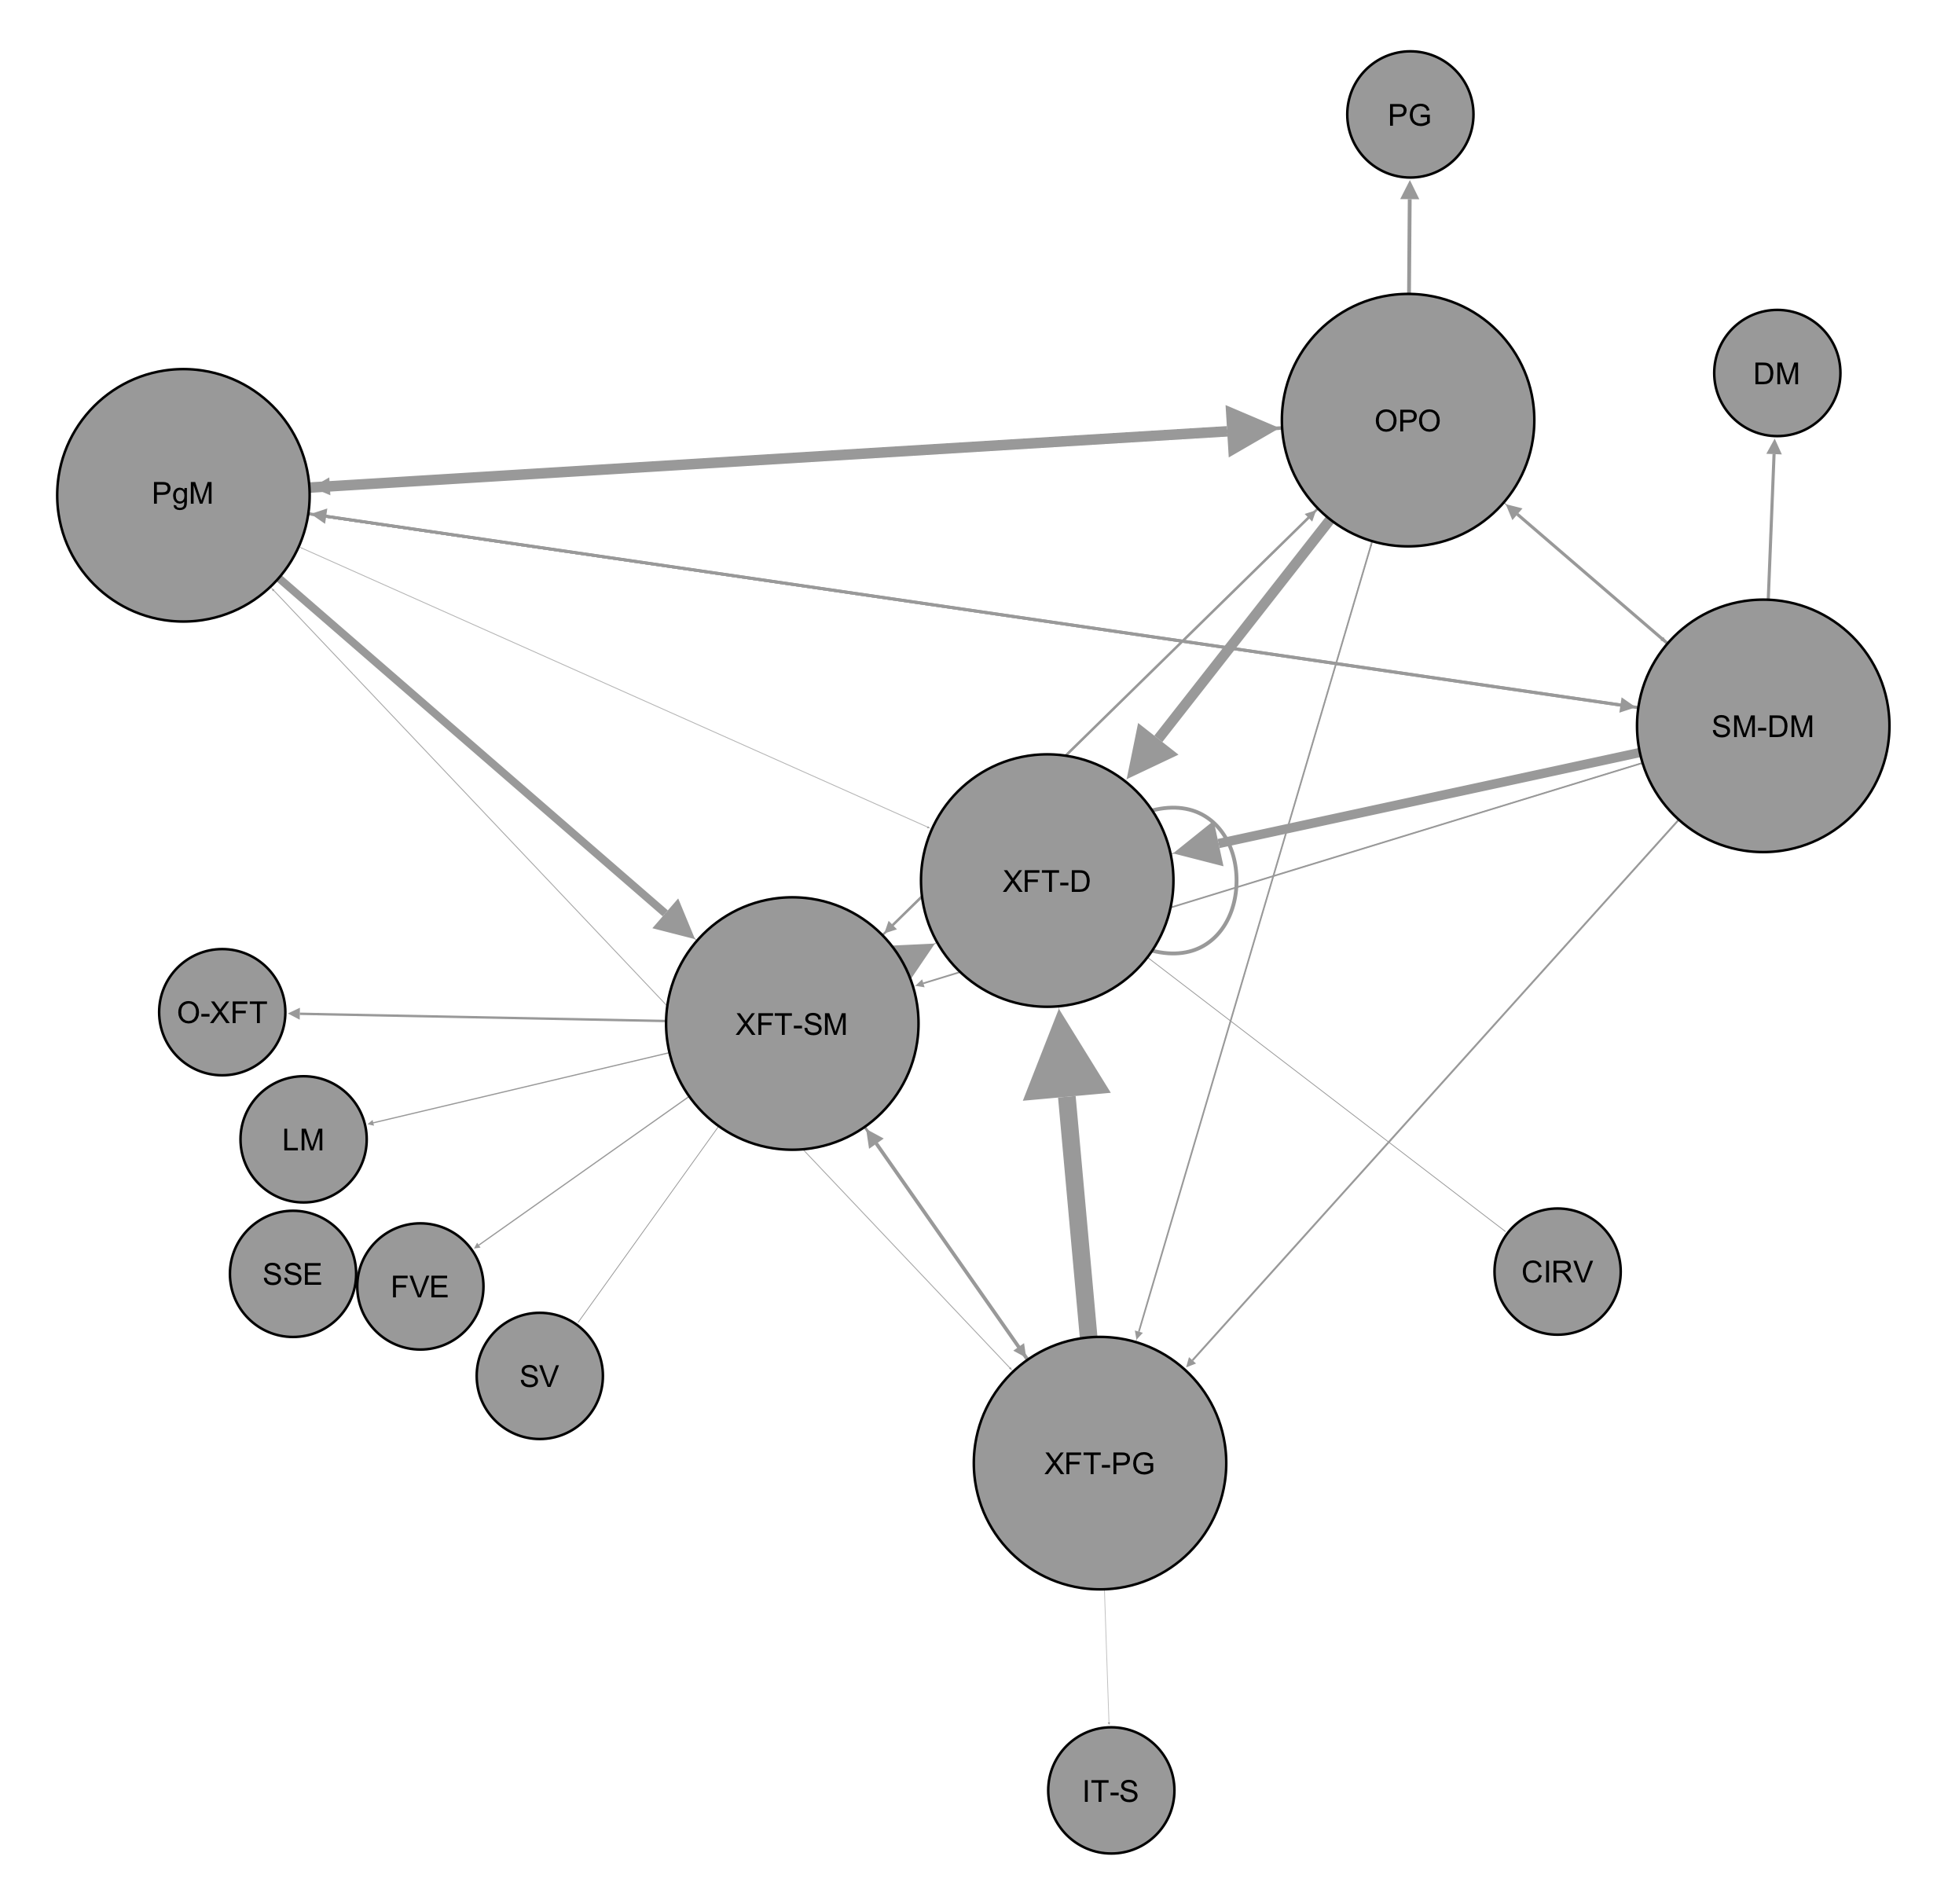 PG
DM
OPO
PgM
SM-DM
XFT-D
O-XFT
XFT-SM
LM
SSE
FVE
CIRV
SV
XFT-PG
IT-S